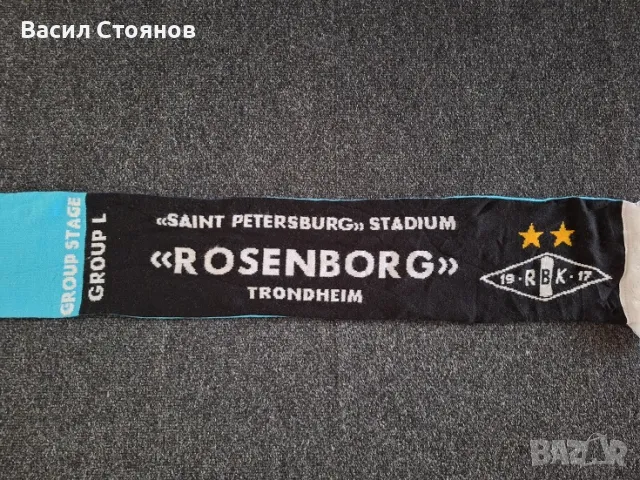 Васил Стоянов
GROUP STAGE
GROUP L
«SAINT PETERSBURG» STADIUM
«ROSENBORG»
TRONDHEIM
19·RBK·17
BAZAR